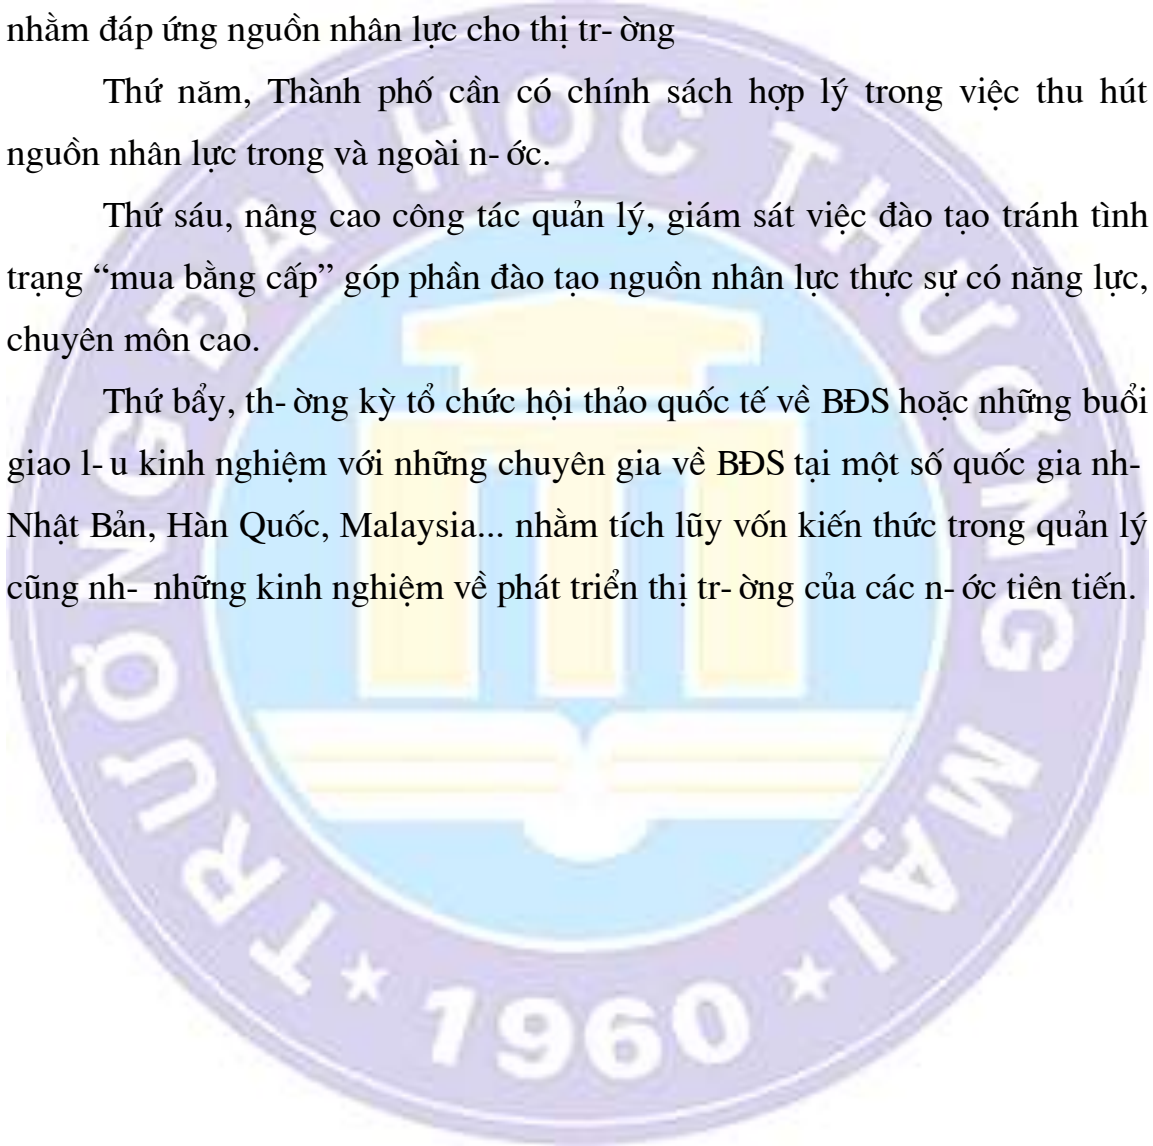 nhằm đáp ứng nguồn nhân lực cho thị tr- ờng
Thứ năm, Thành phố cần có chính sách hợp lý trong việc thu hút
nguồn nhân lực trong và ngoài n- ớc.
Thứ sáu, nâng cao công tác quản lý, giám sát việc đào tạo tránh tình
trạng “mua bằng cấp” góp phần đào tạo nguồn nhân lực thực sự có năng lực,
chuyên môn cao.
Thứ bẩy, th- ờng kỳ tổ chức hội thảo quốc tế về BĐS hoặc những buổi
giao l- u kinh nghiệm với những chuyên gia về BĐS tại một số quốc gia nh-
Nhật Bản, Hàn Quốc, Malaysia... nhằm tích lũy vốn kiến thức trong quản lý
cũng nh- những kinh nghiệm về phát triển thị tr- ờng của các n- ớc tiên tiến.
TRƯỜNG ĐẠI HỌC THƯƠNG MẠI
* 1960 *